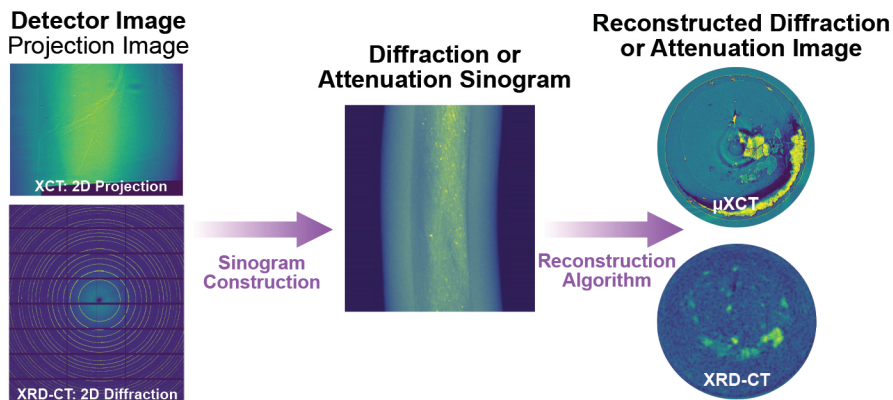 Detector Image
Projection Image
XCT: 2D Projection
XRD-CT: 2D Diffraction
Sinogram
Construction
Diffraction or
Attenuation Sinogram
Reconstruction
Algorithm
Reconstructed Diffraction
or Attenuation Image
μXCT
XRD-CT